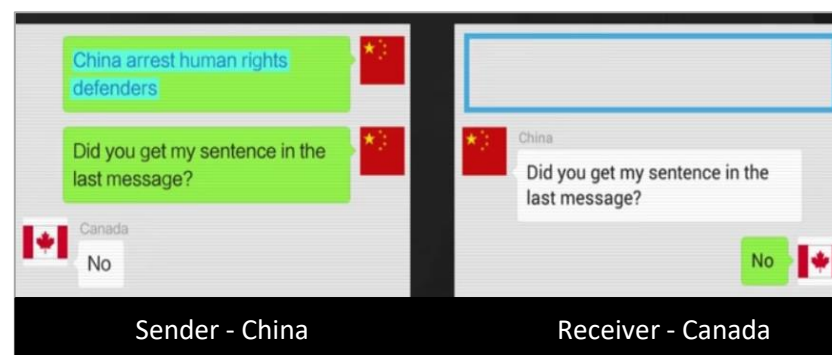 China arrest human rights
defenders
Did you get my sentence in the
last message?
Canada
No
Sender - China
China
Did you get my sentence in the
last message?
No
Receiver - Canada